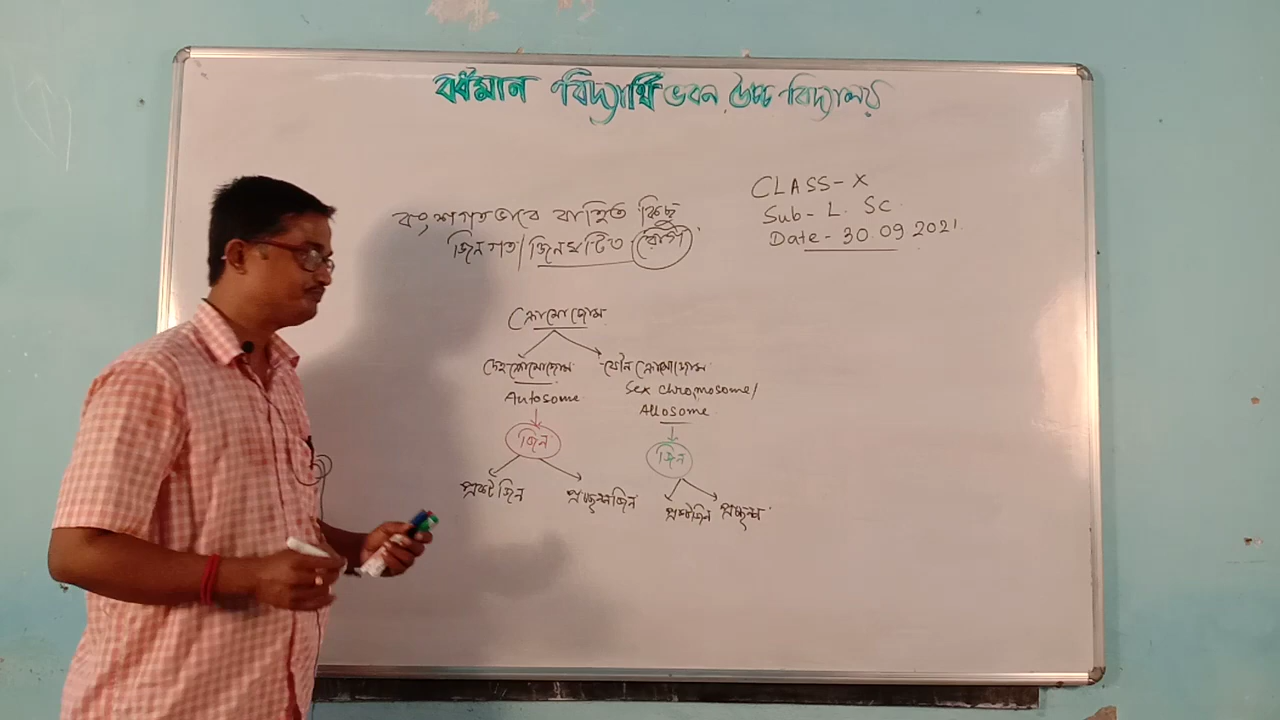 বর্ধমান বিদ্যার্থি ভবন উচ্চ বিদ্যালয়
CLASS-X
Sub- L. Sc.
Date- 30.09.2021.
বংশগতভাবে বাহিত কিছু
জিনগত/জিনঘটিত রোগ
ক্রোমোজোম
দেহক্রোমোজোম যৌন ক্রোমোজোম
Autosome Sex chromosome/
Allosome
জিন জিন
প্রকট জিন প্রচ্ছন্ন জিন প্রকট জিন প্রচ্ছন্ন